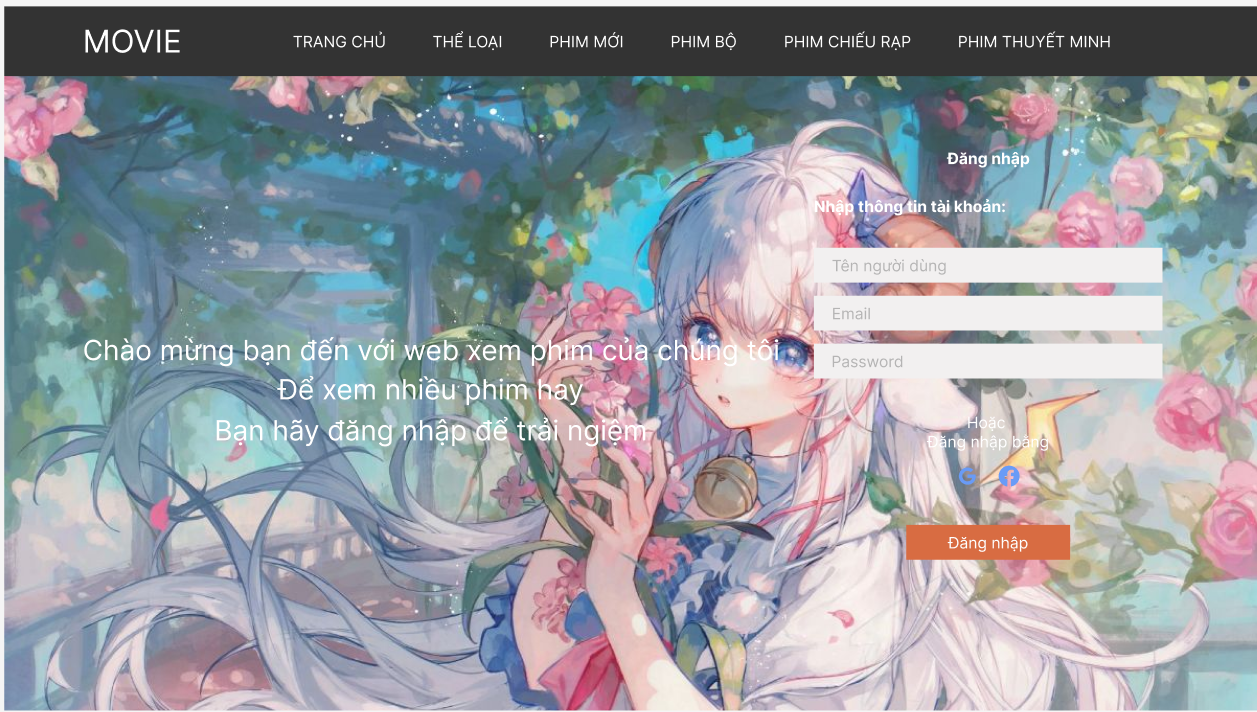 MOVIE
TRANG CHỦ THỂ LOẠI PHIM MỚI PHIM BỘ PHIM CHIẾU RẠP PHIM THUYẾT MINH
Đăng nhập
Nhập thông tin tài khoản:
Tên người dùng
Email
Password
Chào mừng bạn đến với web xem phim của chúng tôi
Để xem nhiều phim hay
Bạn hãy đăng nhập để trải ngiệm
Hoặc
Đăng nhập bằng
Đăng nhập